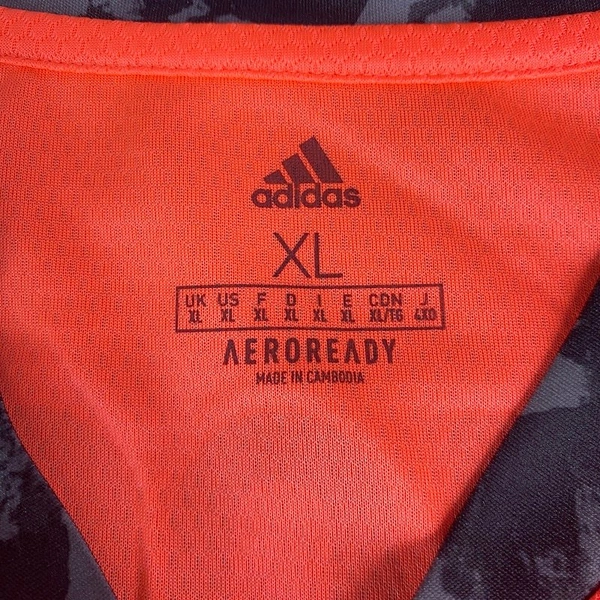 adidas
XL
UK US F D I E CDN J
XL XL XL XL XL XL XL/TG 4XO
AEROREADY
MADE IN CAMBODIA